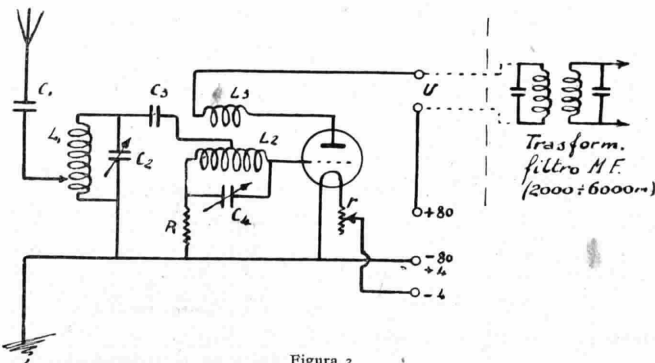 C1
L1
C2
C3
L3
L2
C4
R
r
U
+80
-80
+4
-4
Trasform.
filtro M.F.
(2000÷6000m)
Figura 2